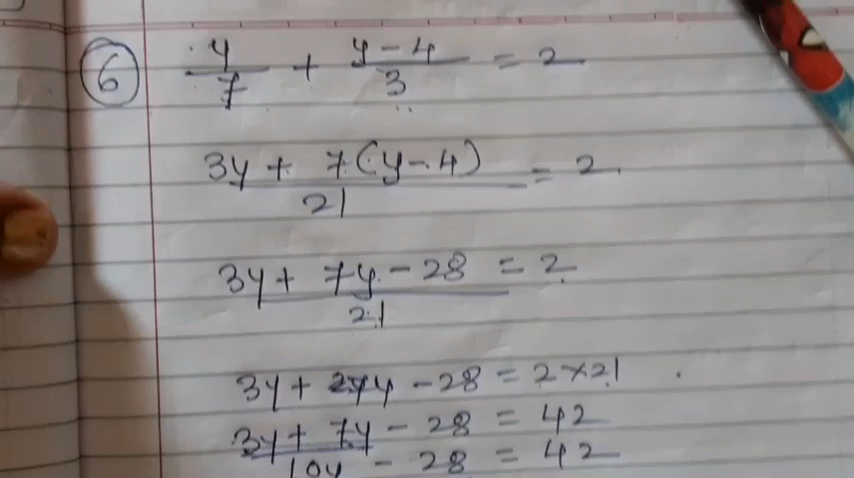 6 y/7 + y-4/3 = 2
3y + 7(y-4)/21 = 2
3y + 7y - 28/21 = 2
3y + 7y - 28 = 2×21
3y + 7y - 28 = 42
10y - 28 = 42